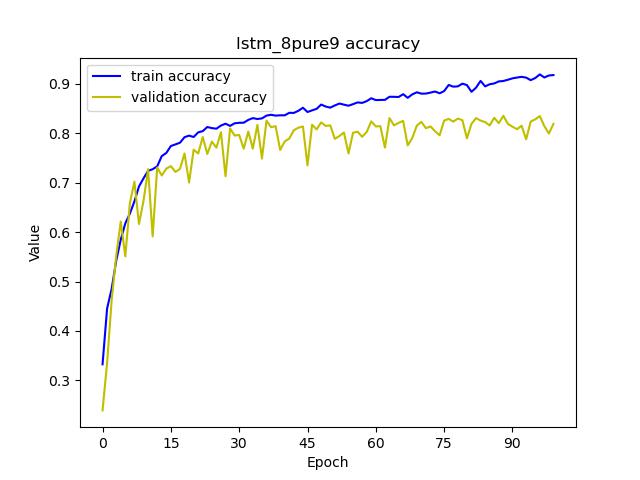 lstm_8pure9 accuracy
train accuracy
validation accuracy
0.9
0.8
0.7
0.6
0.5
0.4
0.3
Value
0 15 30 45 60 75 90
Epoch